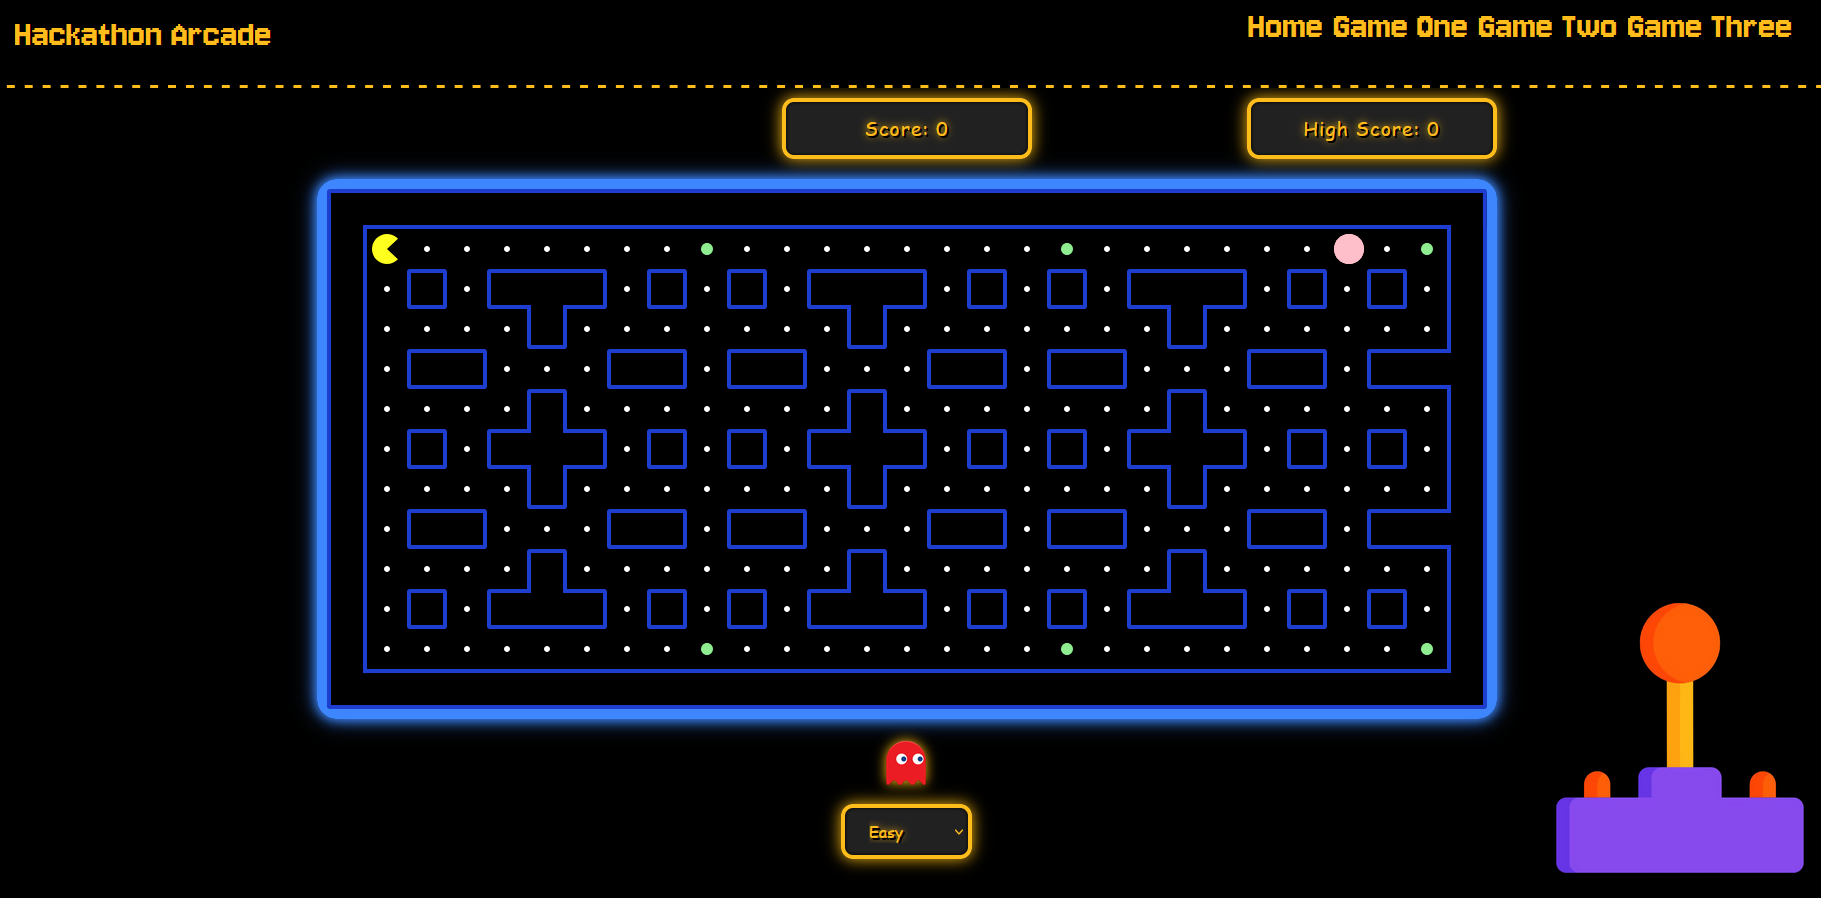 Hackathon Arcade
Home Game One Game Two Game Three
Score: 0
High Score: 0
Easy